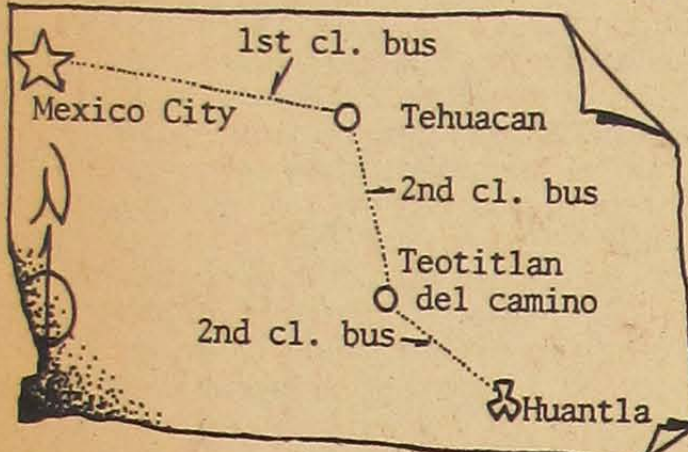 1st cl. bus
Mexico City
Tehuacan
2nd cl. bus
Teotitlan
del camino
2nd cl. bus
Huantla